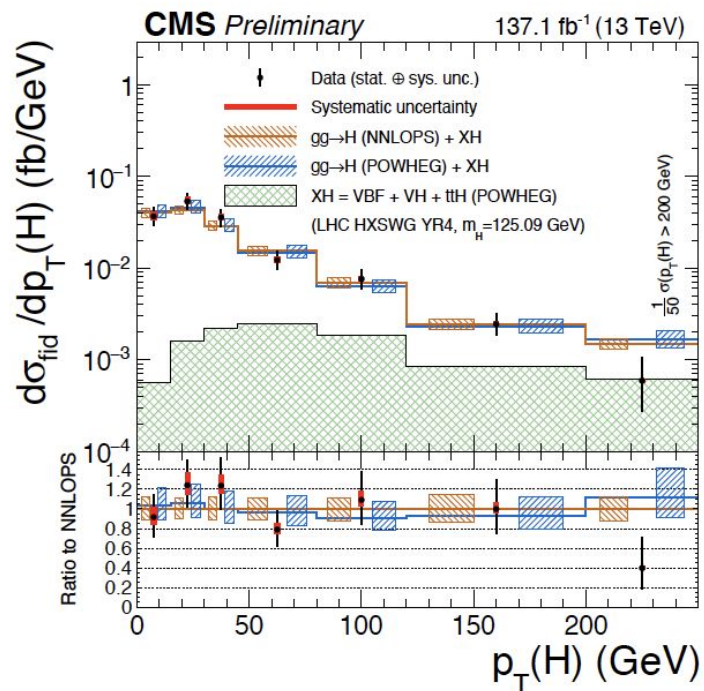 CMS Preliminary 137.1 fb⁻¹ (13 TeV)
dσ_fid/dp_T(H) (fb/GeV)
1
10⁻¹
10⁻²
10⁻³
10⁻⁴
Data (stat. ⊕ sys. unc.)
Systematic uncertainty
gg→H (NNLOPS) + XH
gg→H (POWHEG) + XH
XH = VBF + VH + ttH (POWHEG)
(LHC HXSWG YR4, m_H=125.09 GeV)
1/50 σ(p_T(H) > 200 GeV)
Ratio to NNLOPS
1.4
1.2
1
0.8
0.6
0.4
0.2
0
0 50 100 150 200
p_T(H) (GeV)